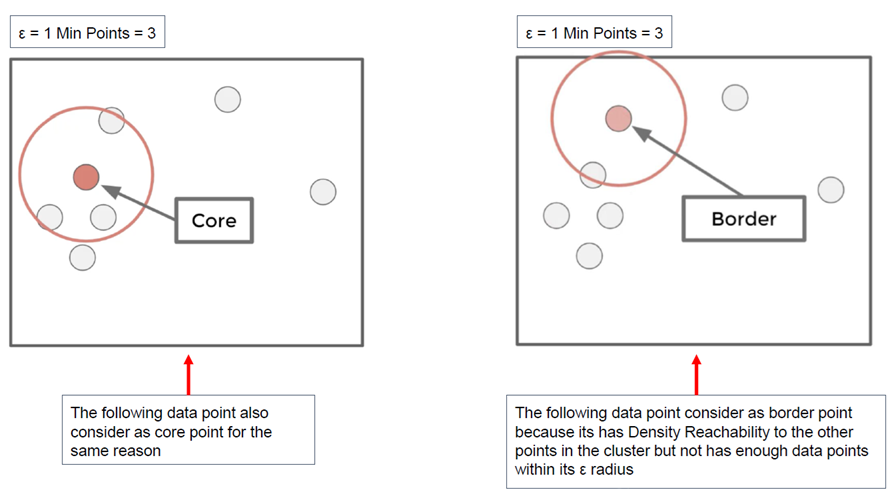 ε = 1 Min Points = 3
Core
The following data point also
consider as core point for the
same reason
ε = 1 Min Points = 3
Border
The following data point consider as border point
because its has Density Reachability to the other
points in the cluster but not has enough data points
within its ε radius